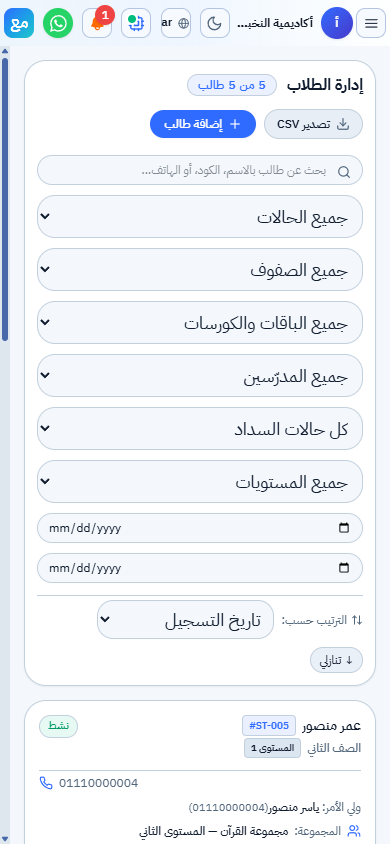 أ أكاديمية النخبـ... ar 1 مع
إدارة الطلاب 5 من 5 طالب
تصدير CSV + إضافة طالب
بحث عن طالب بالاسم، الكود، أو الهاتف...
جميع الحالات
جميع الصفوف
جميع الباقات والكورسات
جميع المدرّسين
كل حالات السداد
جميع المستويات
mm/dd/yyyy
mm/dd/yyyy
الترتيب حسب: تاريخ التسجيل
↓ تنازلي
عمر منصور #ST-005 نشط
الصف الثاني المستوى 1
01110000004
ولي الأمر: ياسر منصور(01110000004)
المجموعة: مجموعة القرآن — المستوى الثاني